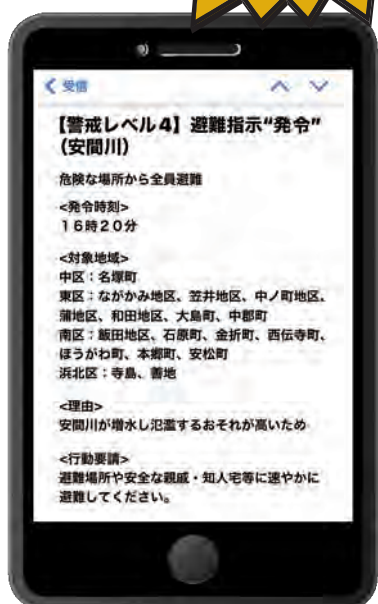 受信
【警戒レベル4】避難指示“発令”
（安間川）
危険な場所から全員避難
<発令時刻>
１６時２０分
<対象地域>
中区：名塚町
東区：ながかみ地区、笠井地区、中ノ町地区、
蒲地区、和田地区、大島町、中郡町
南区：飯田地区、石原町、金折町、西伝寺町、
ほうがわ町、本郷町、安松町
浜北区：寺島、善地
<理由>
安間川が増水し氾濫するおそれが高いため
<行動要請>
避難場所や安全な親戚・知人宅等に速やかに
避難してください。